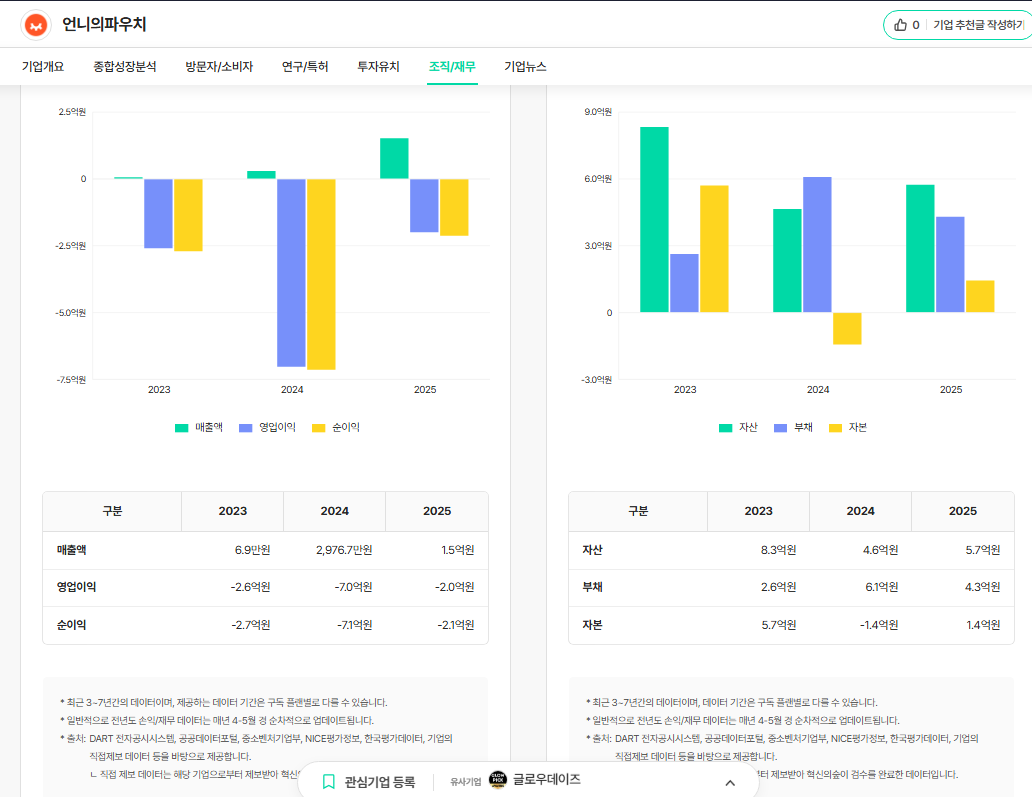 언니의파우치
0 기업 추천글 작성하기
기업개요 종합성장분석 방문자/소비자 연구/특허 투자유치 조직/재무 기업뉴스
2.5억원
0
-2.5억원
-5.0억원
-7.5억원
2023 2024 2025
매출액 영업이익 순이익
구분 2023 2024 2025
매출액 6.9만원 2,976.7만원 1.5억원
영업이익 -2.6억원 -7.0억원 -2.0억원
순이익 -2.7억원 -7.1억원 -2.1억원
* 최근 3~7년간의 데이터이며, 제공하는 데이터 기간은 구독 플랜별로 다를 수 있습니다.
* 일반적으로 전년도 손익/재무 데이터는 매년 4-5월 경 순차적으로 업데이트됩니다.
* 출처: DART 전자공시시스템, 공공데이터포털, 중소벤처기업부, NICE평가정보, 한국평가데이터, 기업의
직접제보 데이터 등을 바탕으로 제공합니다.
ㄴ 직접 제보 데이터는 해당 기업으로부터 제보받아 혁신
9.0억원
6.0억원
3.0억원
0
-3.0억원
2023 2024 2025
자산 부채 자본
구분 2023 2024 2025
자산 8.3억원 4.6억원 5.7억원
부채 2.6억원 6.1억원 4.3억원
자본 5.7억원 -1.4억원 1.4억원
* 최근 3~7년간의 데이터이며, 데이터 기간은 구독 플랜별로 다를 수 있습니다.
* 일반적으로 전년도 손익/재무 데이터는 매년 4-5월 경 순차적으로 업데이트됩니다.
* 출처: DART 전자공시시스템, 공공데이터포털, 중소벤처기업부, NICE평가정보, 한국평가데이터, 기업의
직접제보 데이터 등을 바탕으로 제공합니다.
부터 제보받아 혁신의숲이 검수를 완료한 데이터입니다.
관심기업 등록 유사기업 글로우데이즈